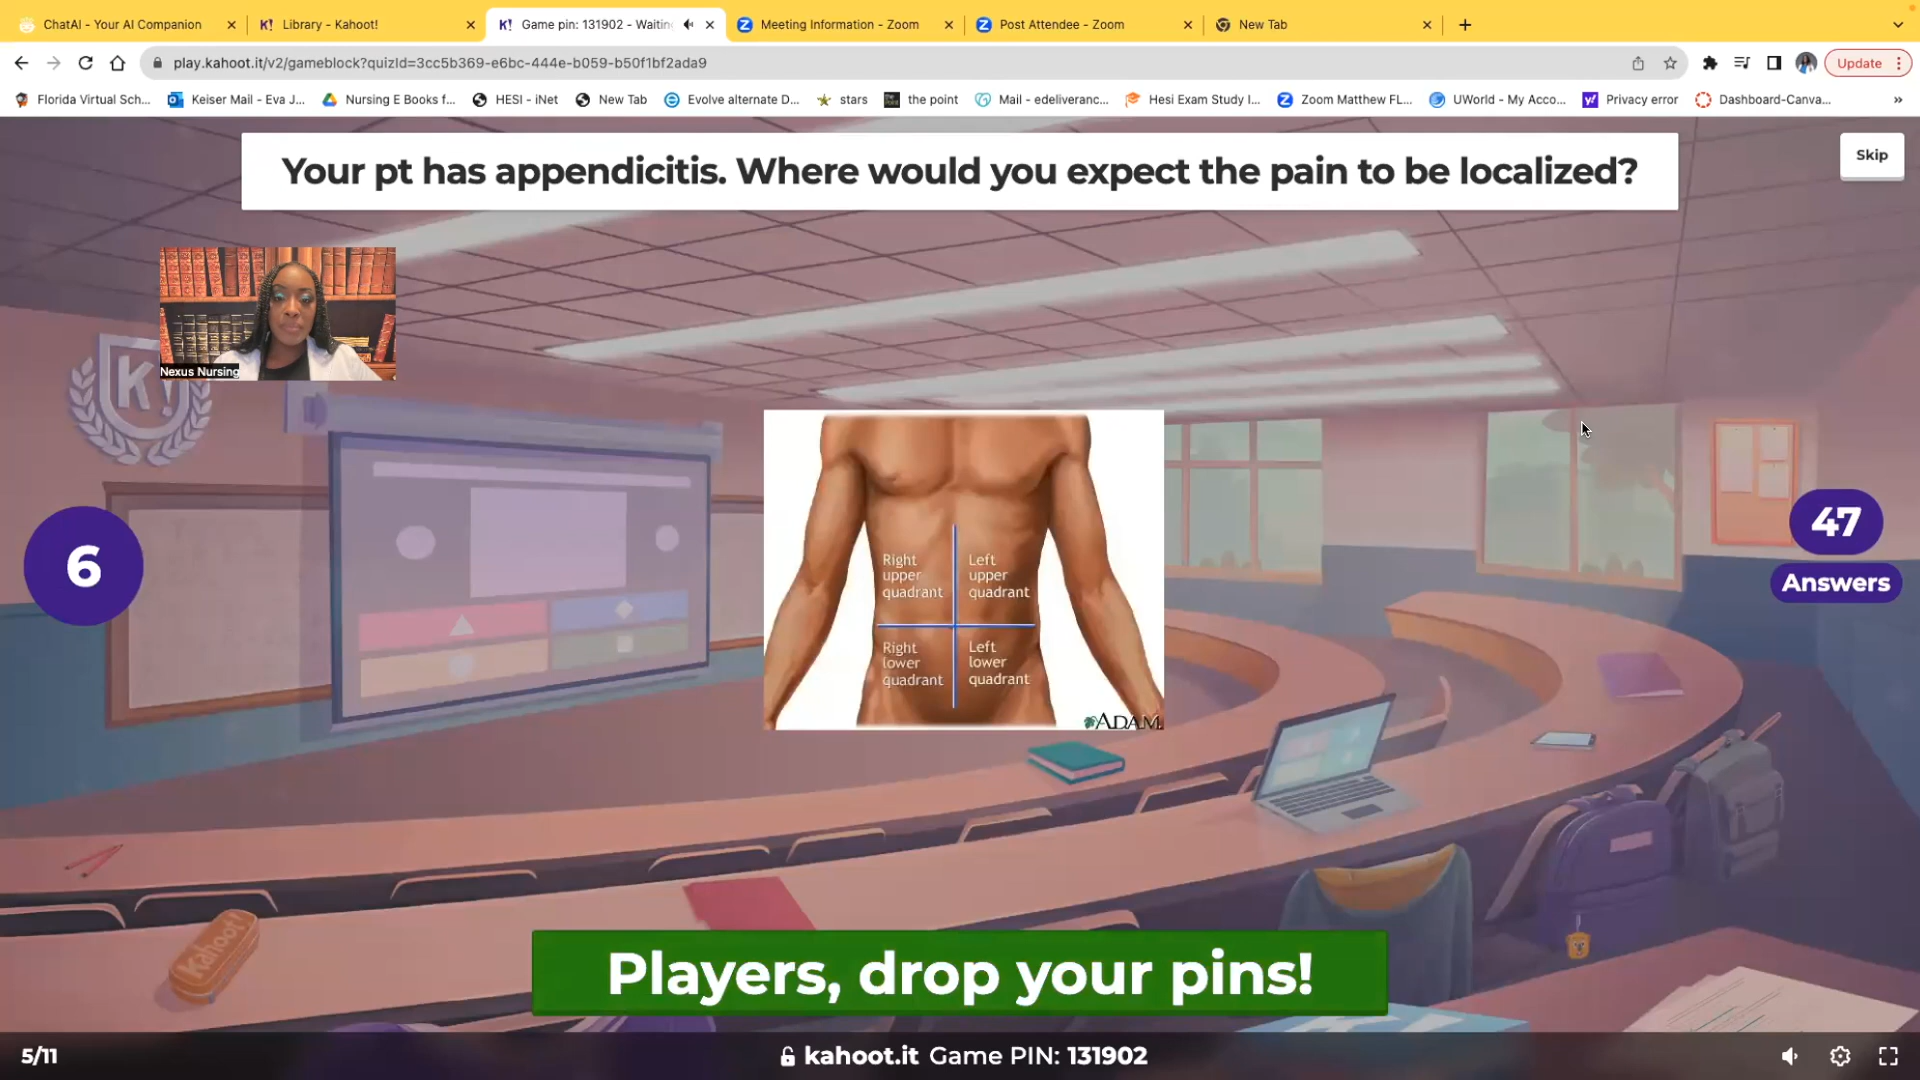 ChatAI - Your AI Companion
Library - Kahoot!
Game pin: 131902 - Waitin
Meeting Information - Zoom
Post Attendee - Zoom
New Tab
play.kahoot.it/v2/gameblock?quizId=3cc5b369-e6bc-444e-b059-b50f1bf2ada9
Update
Florida Virtual Sch...
Keiser Mail - Eva J...
Nursing E Books f...
HESI - iNet
New Tab
Evolve alternate D...
stars
the point
Mail - edeliveranc...
Hesi Exam Study I...
Zoom Matthew FL...
UWorld - My Acco...
Privacy error
Dashboard-Canva...
Your pt has appendicitis. Where would you expect the pain to be localized?
Skip
K!
Nexus Nursing
6
47
Answers
Right
upper
quadrant
Left
upper
quadrant
Right
lower
quadrant
Left
lower
quadrant
ADAM.
Kahoot!
Players, drop your pins!
5/11
kahoot.it Game PIN: 131902